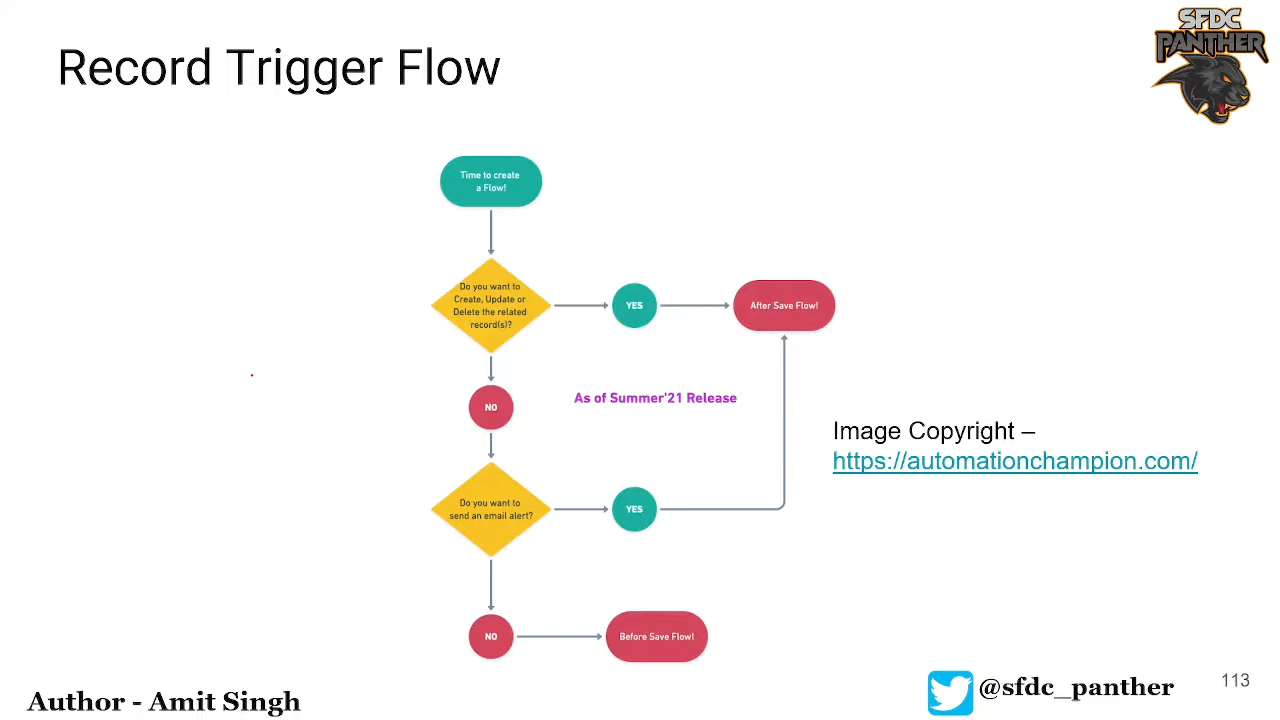 SFDC
PANTHER
Record Trigger Flow
Time to create
a Flow!
Do you want to
Create, Update or
Delete the related
record(s)?
YES
After Save Flow!
NO
As of Summer'21 Release
Image Copyright –
https://automationchampion.com/
Do you want to
send an email alert?
YES
NO
Before Save Flow!
Author - Amit Singh
@sfdc_panther
113